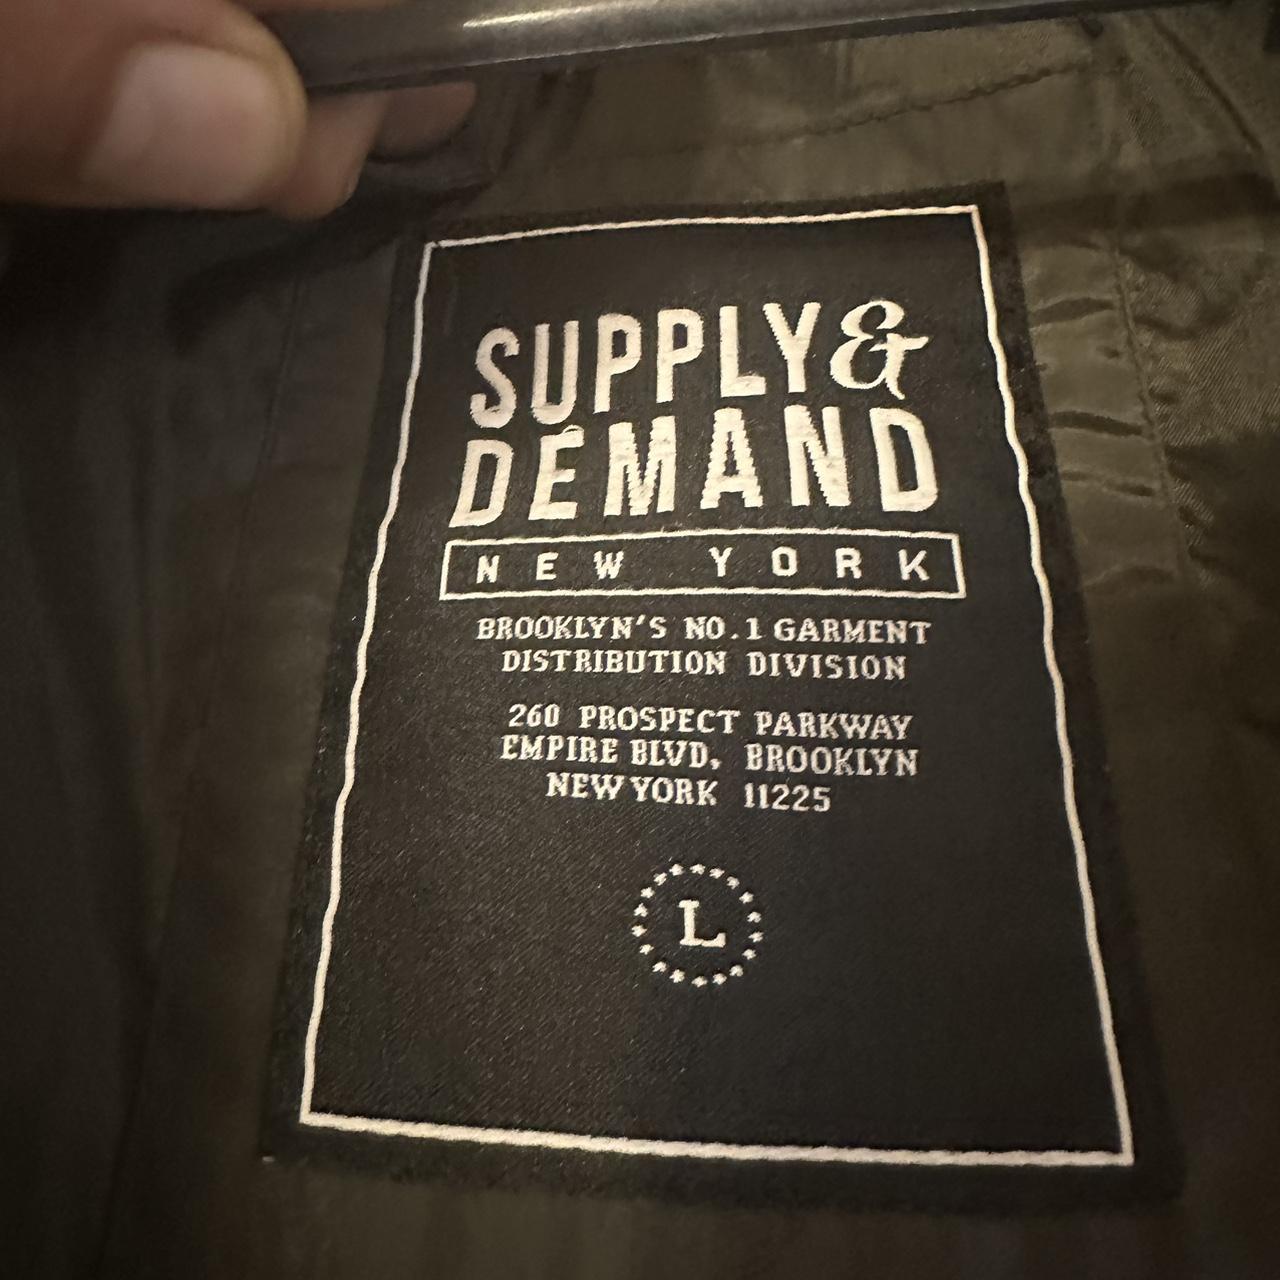 SUPPLY&
DEMAND
NEW YORK
BROOKLYN'S NO.1 GARMENT
DISTRIBUTION DIVISION
260 PROSPECT PARKWAY
EMPIRE BLVD, BROOKLYN
NEW YORK 11225
L